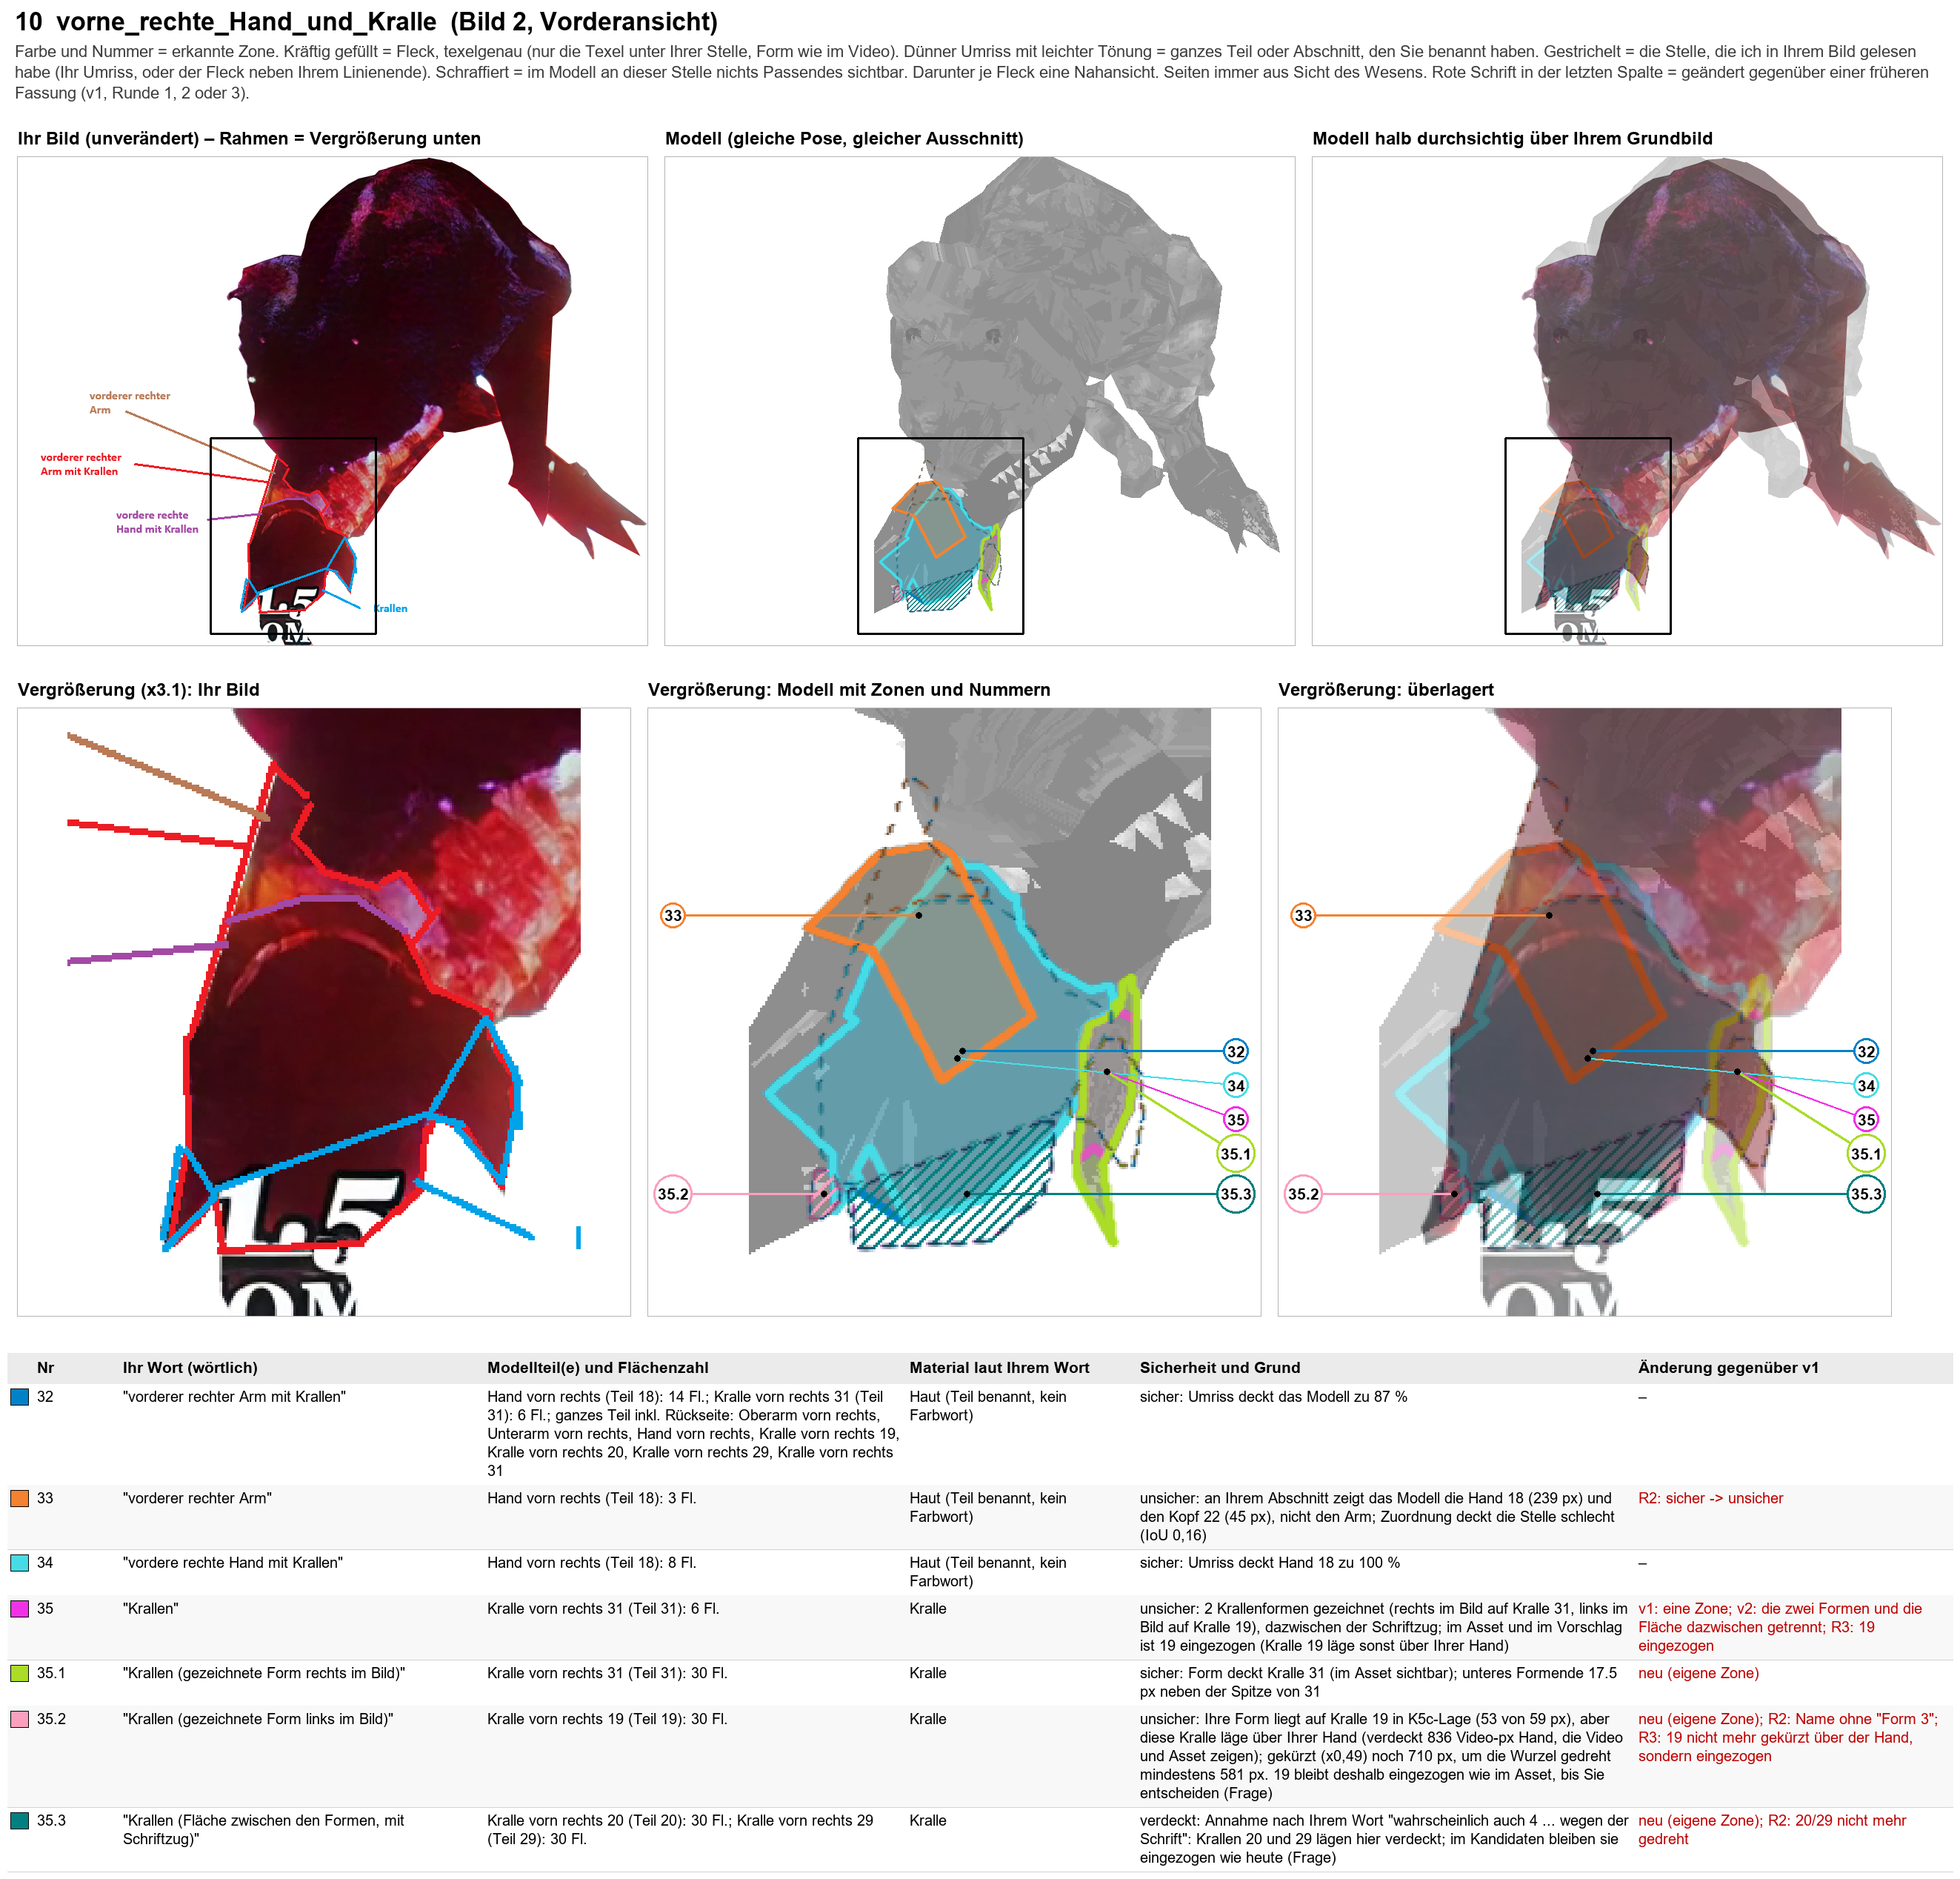 10  vorne_rechte_Hand_und_Kralle  (Bild 2, Vorderansicht)
Farbe und Nummer = erkannte Zone. Kräftig gefüllt = Fleck, texelgenau (nur die Texel unter Ihrer Stelle, Form wie im Video). Dünner Umriss mit leichter Tönung = ganzes Teil oder Abschnitt, den Sie benannt haben. Gestrichelt = die Stelle, die ich in Ihrem Bild gelesen
habe (Ihr Umriss, oder der Fleck neben Ihrem Linienende). Schraffiert = im Modell an dieser Stelle nichts Passendes sichtbar. Darunter je Fleck eine Nahansicht. Seiten immer aus Sicht des Wesens. Rote Schrift in der letzten Spalte = geändert gegenüber einer früheren
Fassung (v1, Runde 1, 2 oder 3).
Ihr Bild (unverändert) – Rahmen = Vergrößerung unten
Modell (gleiche Pose, gleicher Ausschnitt)
Modell halb durchsichtig über Ihrem Grundbild
vorderer rechter
Arm
vorderer rechter
Arm mit Krallen
vordere rechte
Hand mit Krallen
Krallen
1.5
OM
1.5
OM
Vergrößerung (x3.1): Ihr Bild
Vergrößerung: Modell mit Zonen und Nummern
Vergrößerung: überlagert
1.5
OM
33
32
34
35
35.1
35.2
35.3
33
32
34
35
35.1
35.2
35.3
1.5
OM
Nr Ihr Wort (wörtlich) Modellteil(e) und Flächenzahl Material laut Ihrem Wort Sicherheit und Grund Änderung gegenüber v1
32 "vorderer rechter Arm mit Krallen" Hand vorn rechts (Teil 18): 14 Fl.; Kralle vorn rechts 31 (Teil Haut (Teil benannt, kein sicher: Umriss deckt das Modell zu 87 % –
31): 6 Fl.; ganzes Teil inkl. Rückseite: Oberarm vorn rechts, Farbwort)
Unterarm vorn rechts, Hand vorn rechts, Kralle vorn rechts 19,
Kralle vorn rechts 20, Kralle vorn rechts 29, Kralle vorn rechts
31
33 "vorderer rechter Arm" Hand vorn rechts (Teil 18): 3 Fl. Haut (Teil benannt, kein unsicher: an Ihrem Abschnitt zeigt das Modell die Hand 18 (239 px) und R2: sicher -> unsicher
Farbwort) den Kopf 22 (45 px), nicht den Arm; Zuordnung deckt die Stelle schlecht
(IoU 0,16)
34 "vordere rechte Hand mit Krallen" Hand vorn rechts (Teil 18): 8 Fl. Haut (Teil benannt, kein sicher: Umriss deckt Hand 18 zu 100 % –
Farbwort)
35 "Krallen" Kralle vorn rechts 31 (Teil 31): 6 Fl. Kralle unsicher: 2 Krallenformen gezeichnet (rechts im Bild auf Kralle 31, links im v1: eine Zone; v2: die zwei Formen und die
Bild auf Kralle 19), dazwischen der Schriftzug; im Asset und im Vorschlag Fläche dazwischen getrennt; R3: 19
ist 19 eingezogen (Kralle 19 läge sonst über Ihrer Hand) eingezogen
35.1 "Krallen (gezeichnete Form rechts im Bild)" Kralle vorn rechts 31 (Teil 31): 30 Fl. Kralle sicher: Form deckt Kralle 31 (im Asset sichtbar); unteres Formende 17.5 neu (eigene Zone)
px neben der Spitze von 31
35.2 "Krallen (gezeichnete Form links im Bild)" Kralle vorn rechts 19 (Teil 19): 30 Fl. Kralle unsicher: Ihre Form liegt auf Kralle 19 in K5c-Lage (53 von 59 px), aber neu (eigene Zone); R2: Name ohne "Form 3";
diese Kralle läge über Ihrer Hand (verdeckt 836 Video-px Hand, die Video R3: 19 nicht mehr gekürzt über der Hand,
und Asset zeigen); gekürzt (x0,49) noch 710 px, um die Wurzel gedreht sondern eingezogen
mindestens 581 px. 19 bleibt deshalb eingezogen wie im Asset, bis Sie
entscheiden (Frage)
35.3 "Krallen (Fläche zwischen den Formen, mit Kralle vorn rechts 20 (Teil 20): 30 Fl.; Kralle vorn rechts 29 Kralle verdeckt: Annahme nach Ihrem Wort "wahrscheinlich auch 4 ... wegen der neu (eigene Zone); R2: 20/29 nicht mehr
Schriftzug)" (Teil 29): 30 Fl. Schrift": Krallen 20 und 29 lägen hier verdeckt; im Kandidaten bleiben sie gedreht
eingezogen wie heute (Frage)